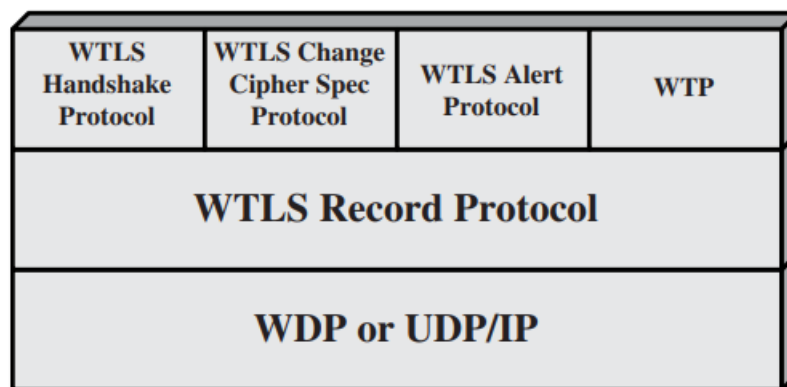 WTLS
Handshake
Protocol
WTLS Change
Cipher Spec
Protocol
WTLS Alert
Protocol
WTP
WTLS Record Protocol
WDP or UDP/IP